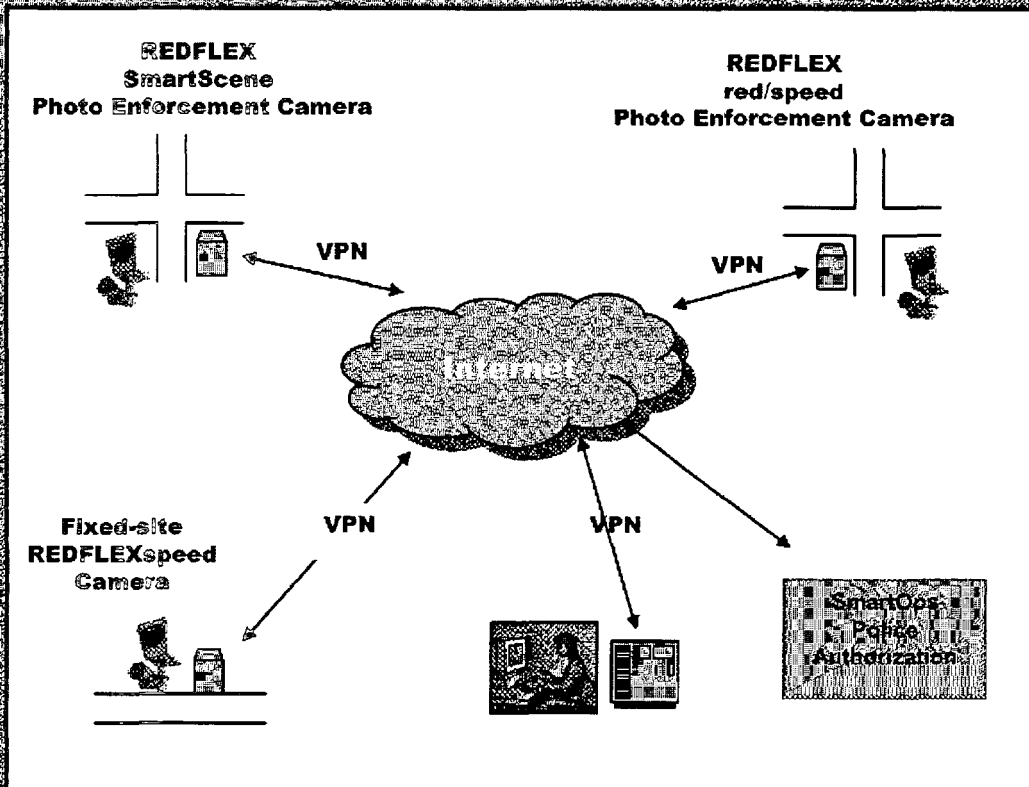 REDFLEX
SmartScene
Photo Enforcement Camera
REDFLEX
red/speed
Photo Enforcement Camera
VPN
VPN
Internet
Fixed-site
REDFLEXspeed
Camera
VPN
VPN
SmartOps
Police
Authorization